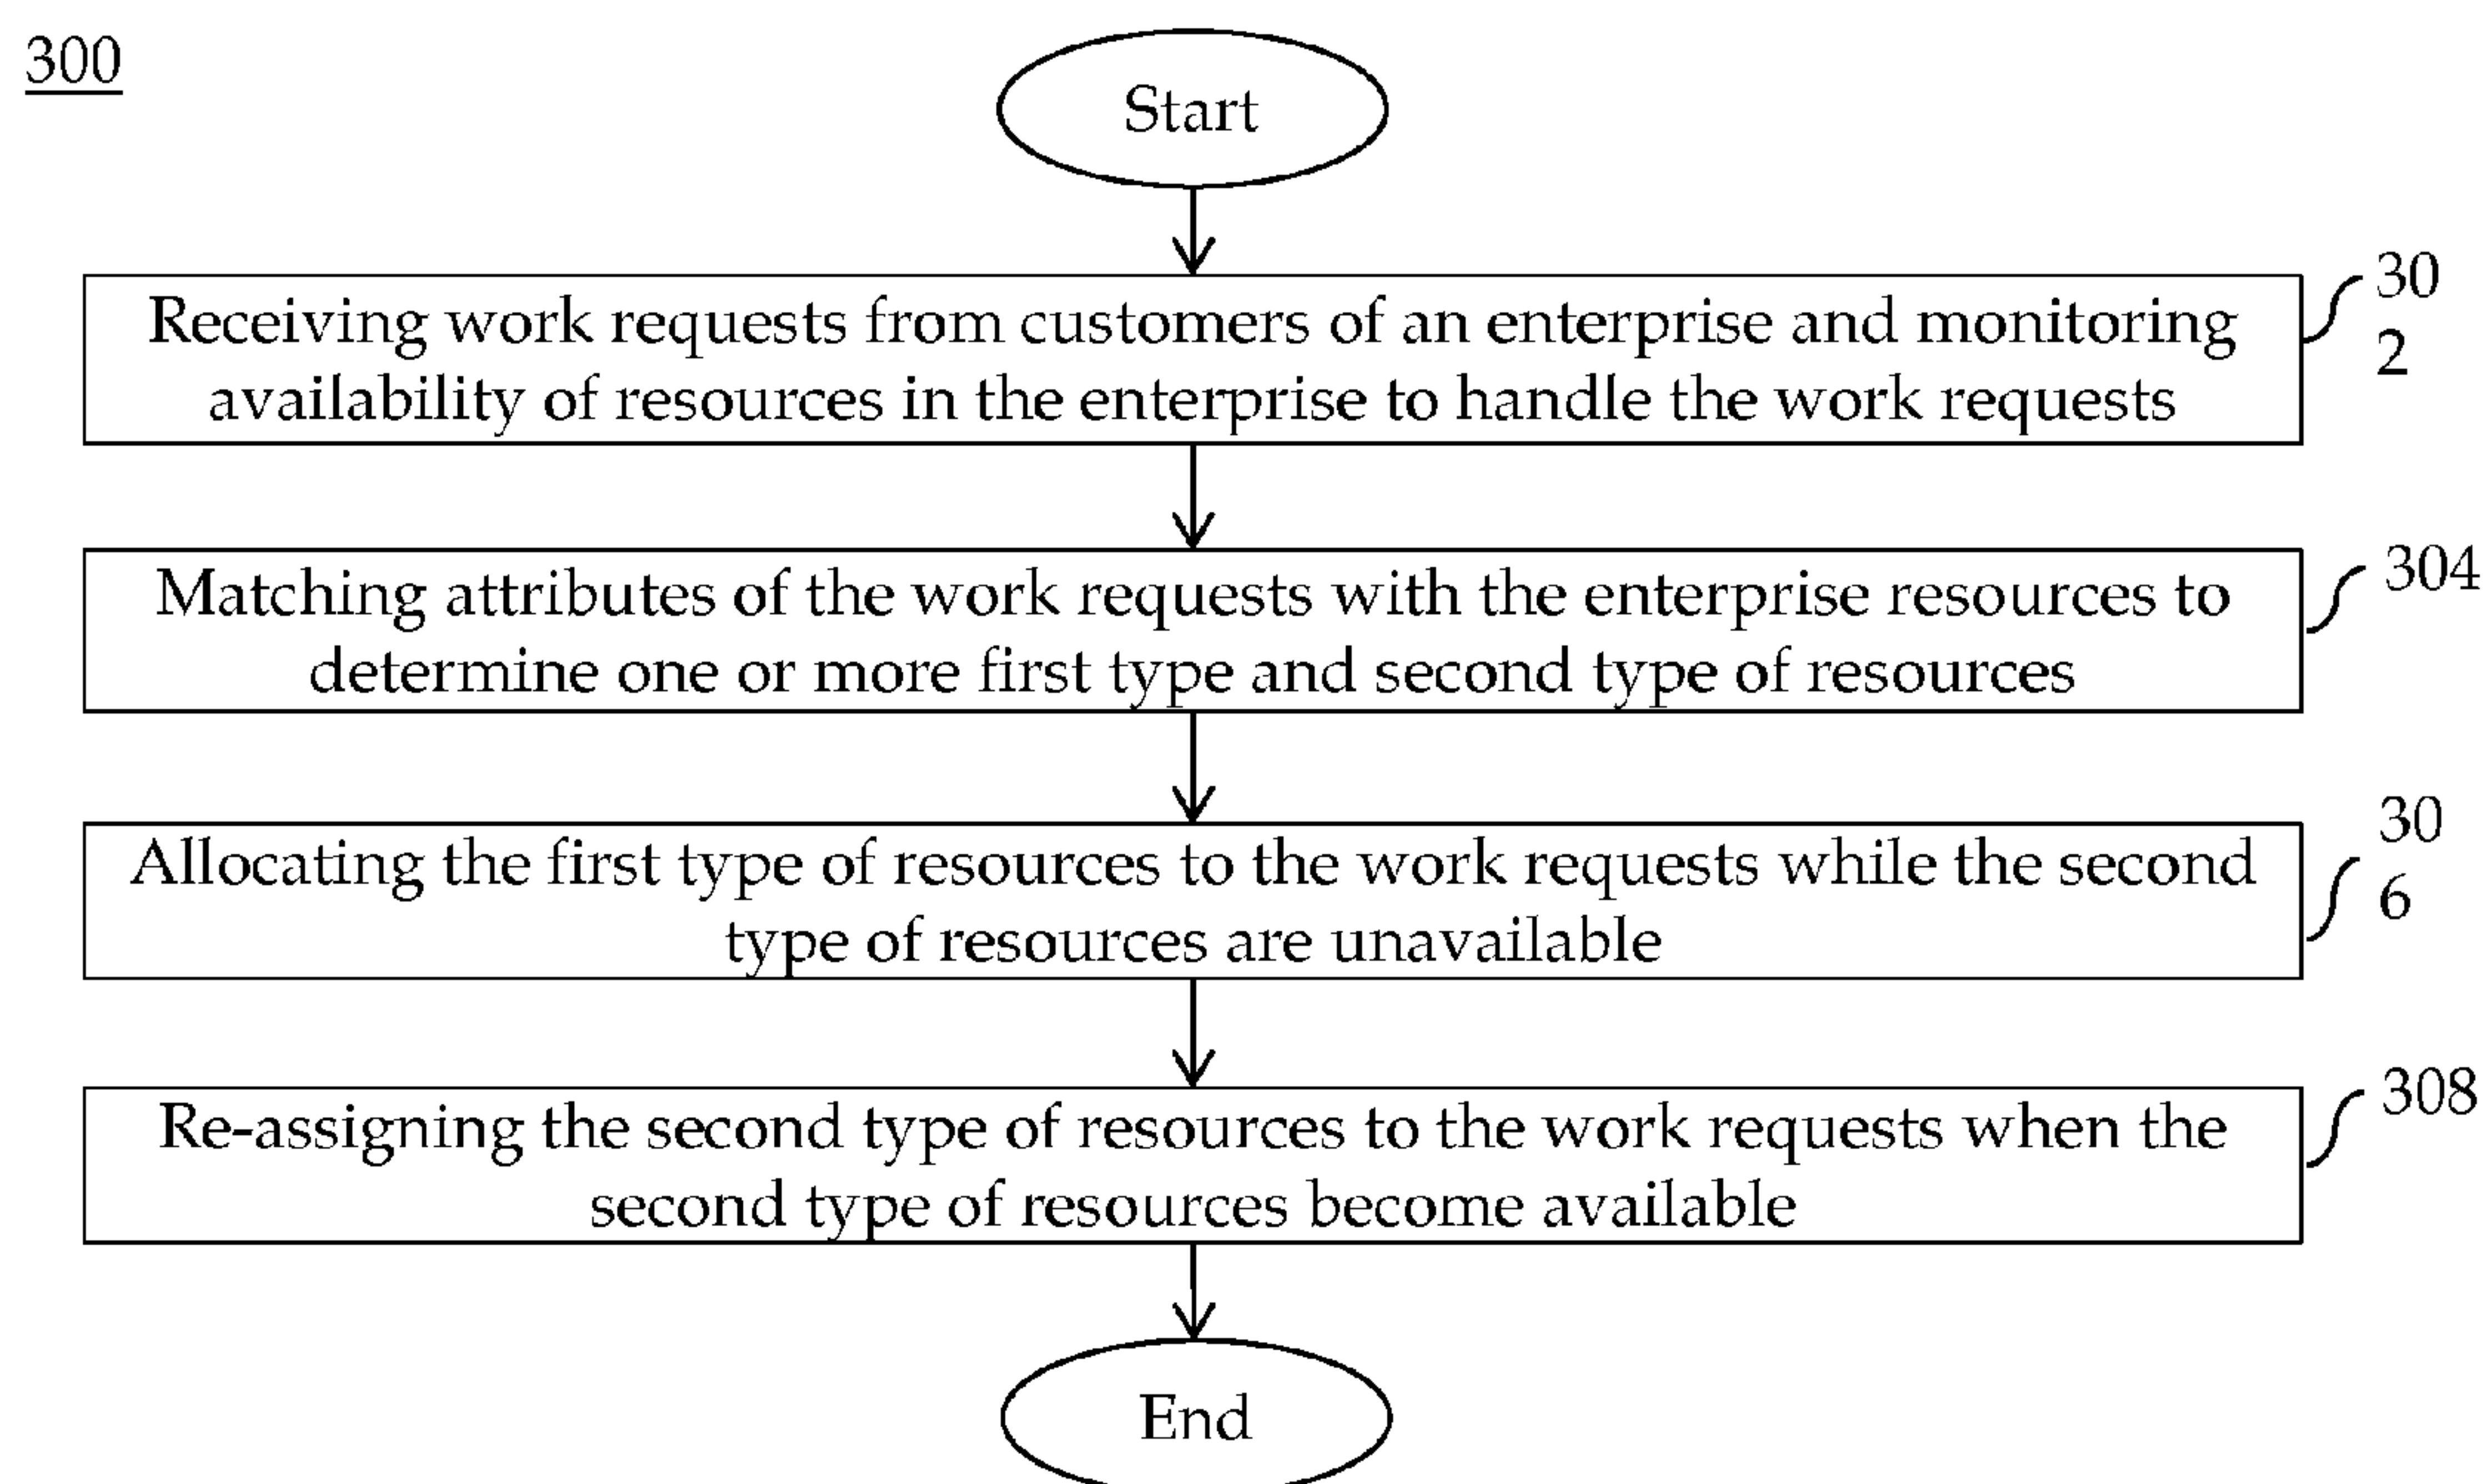 300
Start
Receiving work requests from customers of an enterprise and monitoring
availability of resources in the enterprise to handle the work requests
30
2
Matching attributes of the work requests with the enterprise resources to
determine one or more first type and second type of resources
304
Allocating the first type of resources to the work requests while the second
type of resources are unavailable
30
6
Re-assigning the second type of resources to the work requests when the
second type of resources become available
308
End